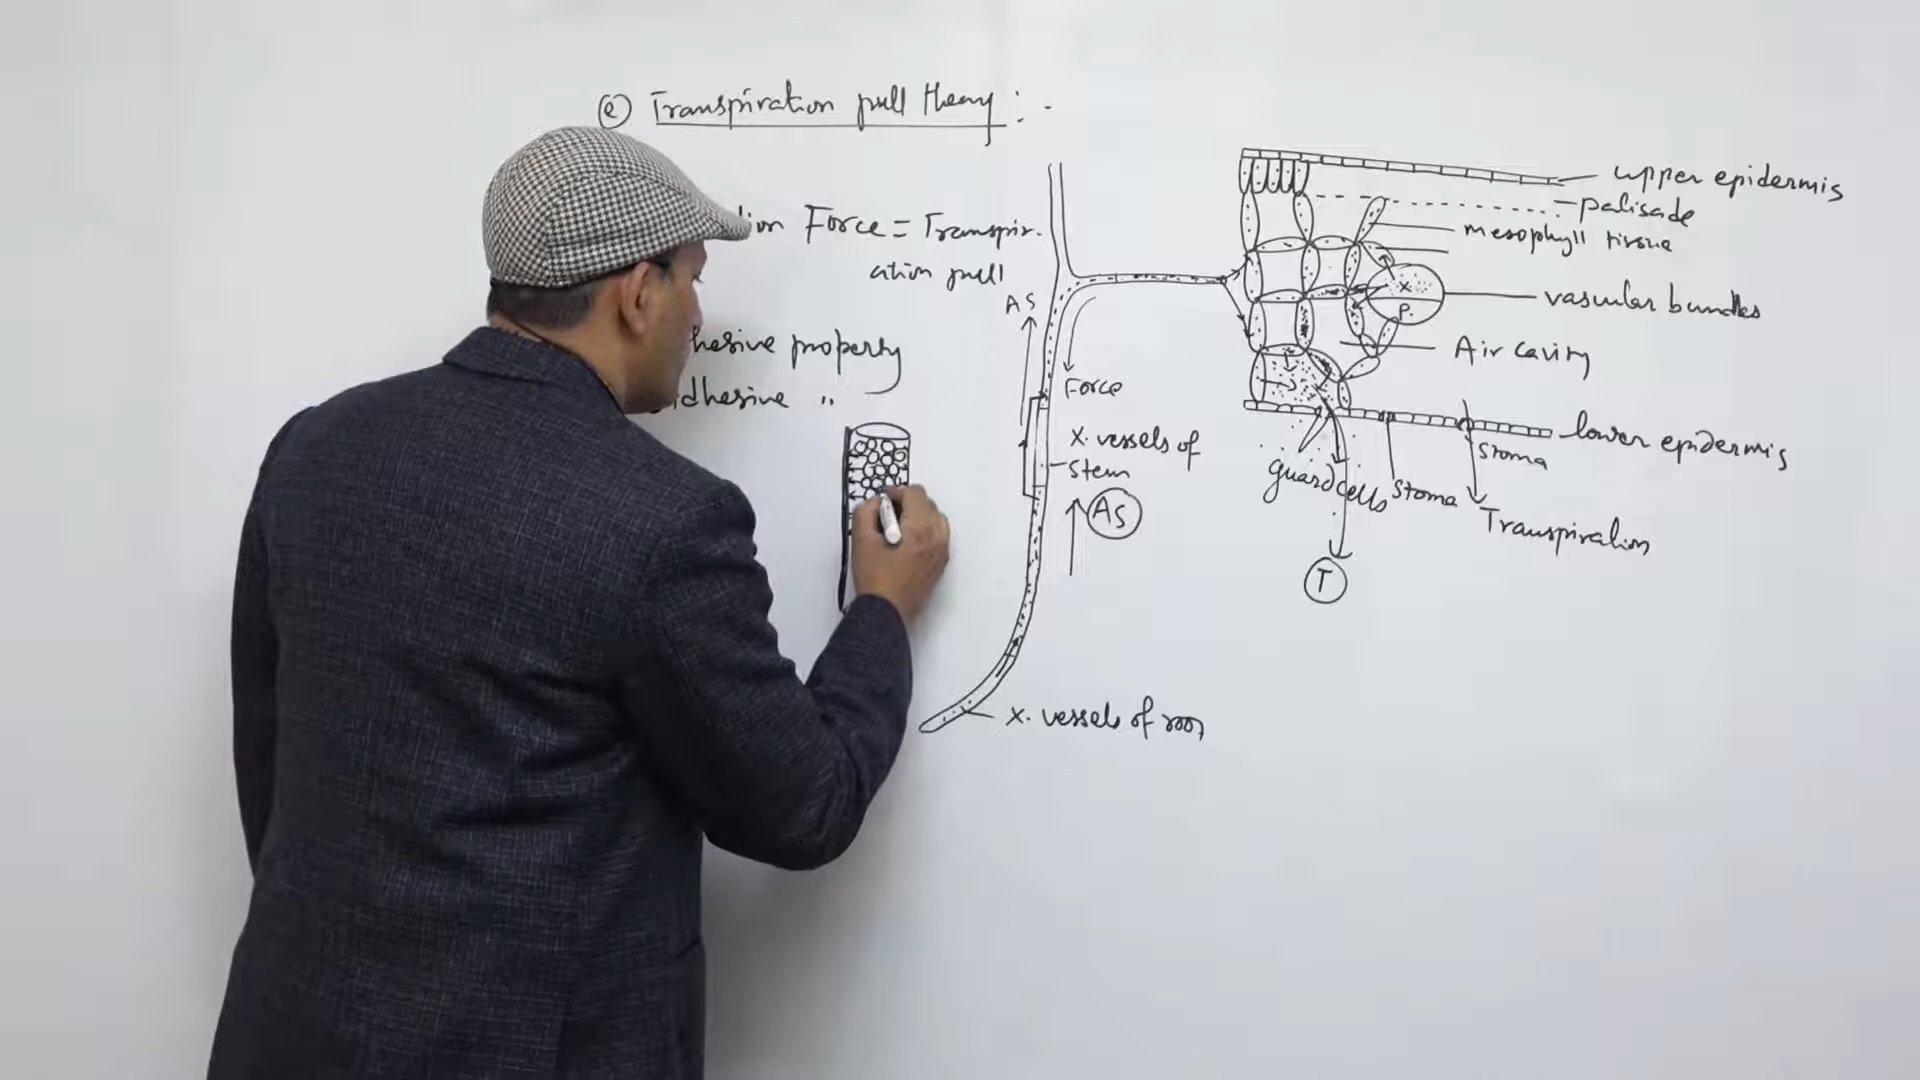 (e) Transpiration pull theory :-
ion Force = Transpir.
ation pull
hesive property
dhesive "
AS
Force
X. vessels of
stem
AS
X. vessels of root
upper epidermis
palisade
mesophyll tissue
X
P.
vascular bundles
Air cavity
lower epidermis
Stoma
guard cells
Stoma
Transpiration
T